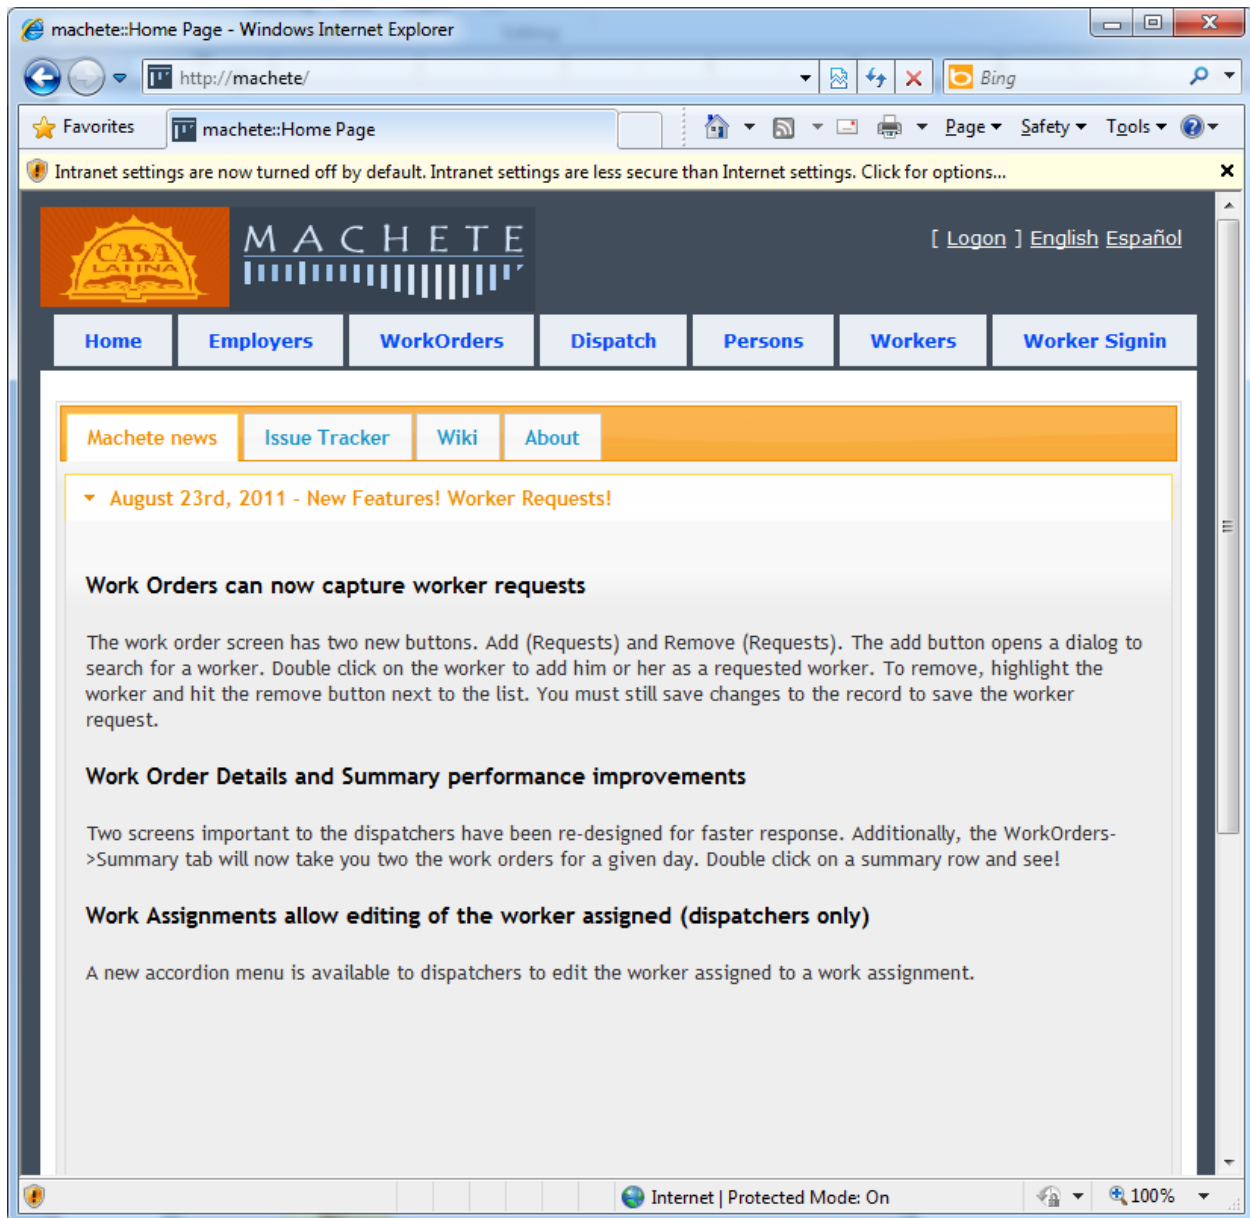 machete::Home Page - Windows Internet Explorer
http://machete/
Bing
Favorites
machete::Home Page
Page Safety Tools
Intranet settings are now turned off by default. Intranet settings are less secure than Internet settings. Click for options...
CASA
LATINA
MACHETE
[ Logon ] English Español
Home Employers WorkOrders Dispatch Persons Workers Worker Signin
Machete news Issue Tracker Wiki About
August 23rd, 2011 - New Features! Worker Requests!
Work Orders can now capture worker requests
The work order screen has two new buttons. Add (Requests) and Remove (Requests). The add button opens a dialog to
search for a worker. Double click on the worker to add him or her as a requested worker. To remove, highlight the
worker and hit the remove button next to the list. You must still save changes to the record to save the worker
request.
Work Order Details and Summary performance improvements
Two screens important to the dispatchers have been re-designed for faster response. Additionally, the WorkOrders-
>Summary tab will now take you two the work orders for a given day. Double click on a summary row and see!
Work Assignments allow editing of the worker assigned (dispatchers only)
A new accordion menu is available to dispatchers to edit the worker assigned to a work assignment.
Internet | Protected Mode: On
100%